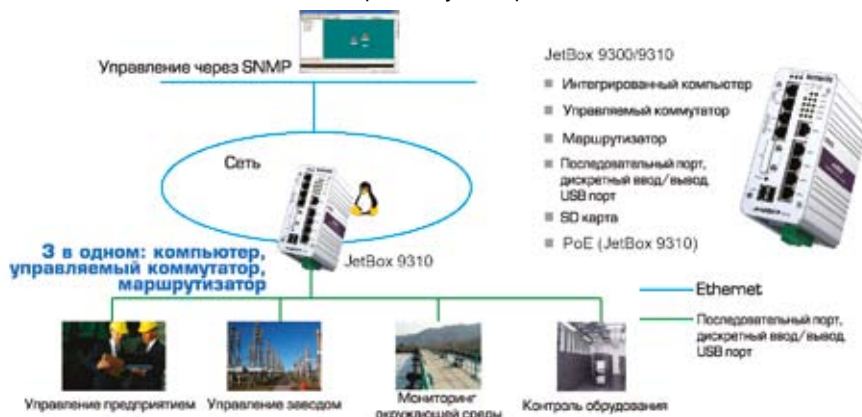 Управление через SNMP
Сеть
JetBox 9310
3 в одном: компьютер,
управляемый коммутатор,
маршрутизатор
Управление предприятием
Управление заводом
Мониторинг
окружающей среды
Контроль обрудования
JetBox 9300/9310
Интегрированный компьютер
Управляемый коммутатор
Маршрутизатор
Последовательный порт,
дискретный ввод/вывод,
USB порт
SD карта
PoE (JetBox 9310)
Ethernet
Последовательный порт,
дискретный ввод/вывод,
USB порт